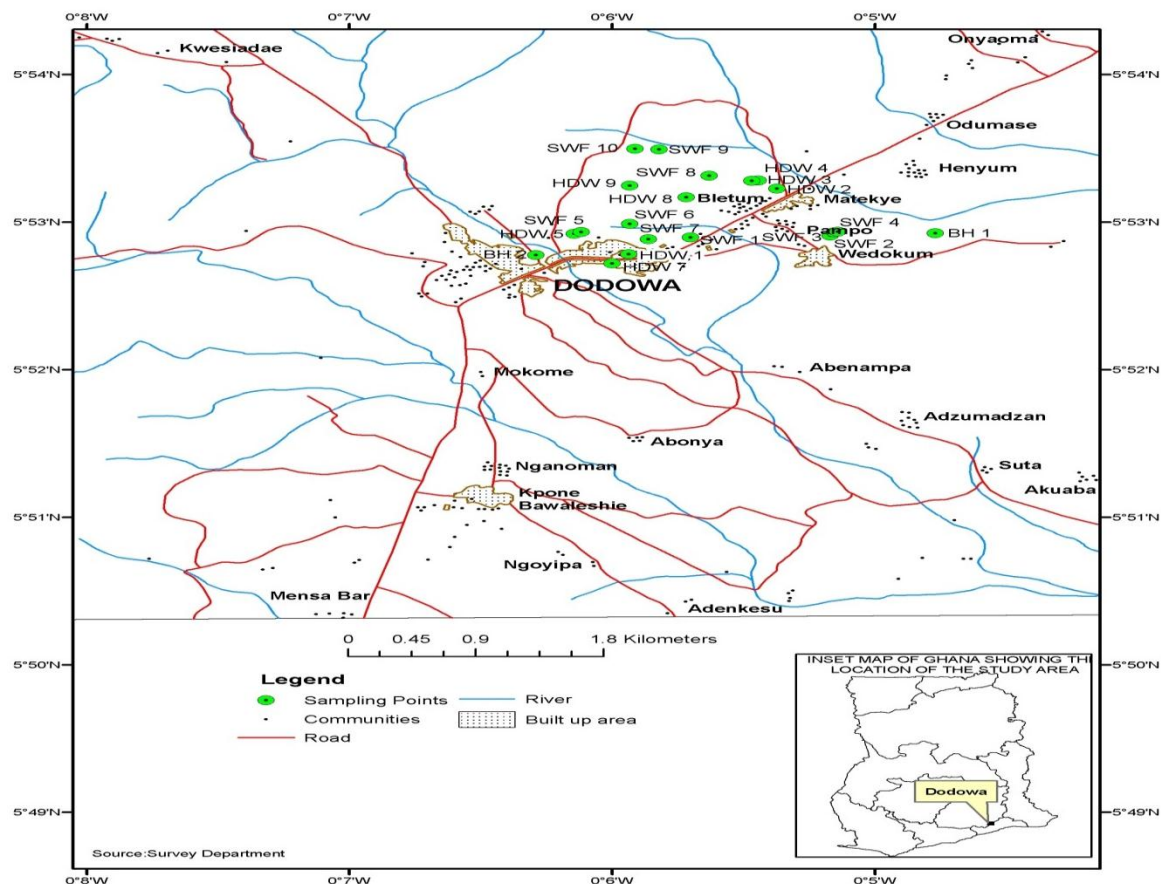 0°8'W 0°7'W 0°6'W 0°5'W
Onyaoma
Kwesiadae
5°54'N 5°54'N
Odumase
SWF 10 SWF 9
HDW 4
SWF 8 HDW 3 Henyum
HDW 9 HDW 2
HDW 8 Bletum Matekye
SWF 5 SWF 6 SWF 4
5°53'N 5°53'N
HDW 5 SWF 7 Pampo BH 1
SWF 1 SWF 3 SWF 2
BH 2 HDW 1 Wedokum
HDW 7
DODOWA
5°52'N 5°52'N
Mokome Abenampa
Adzumadzan
Abonya
Nganoman Suta
Akuaba
Kpone
Bawaleshie
5°51'N 5°51'N
Ngoyipa
Mensa Bar Adenkesu
0 0.45 0.9 1.8 Kilometers
5°50'N 5°50'N
INSET MAP OF GHANA SHOWING THE
LOCATION OF THE STUDY AREA
Legend
Sampling Points River
Communities Built up area
Road
Dodowa
5°49'N 5°49'N
Source:Survey Department
0°8'W 0°7'W 0°6'W 0°5'W